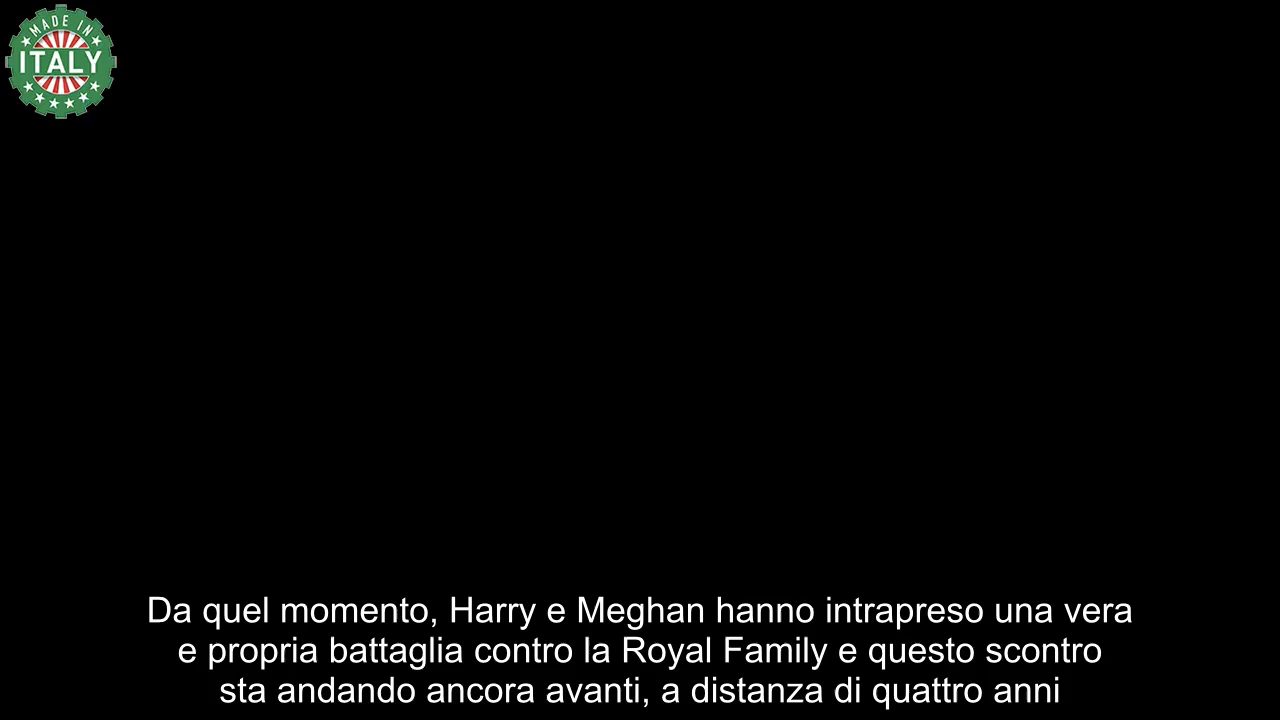 MADE IN
ITALY
Da quel momento, Harry e Meghan hanno intrapreso una vera
e propria battaglia contro la Royal Family e questo scontro
sta andando ancora avanti, a distanza di quattro anni